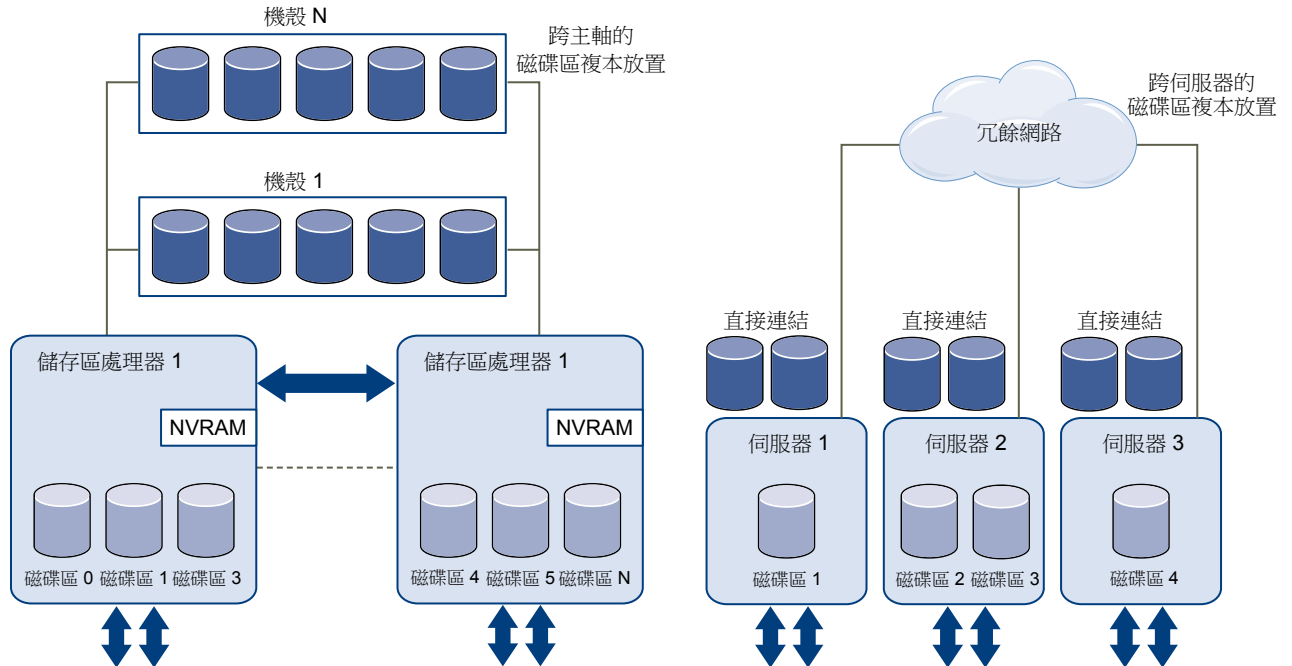 機殼 N
跨主軸的
磁碟區複本放置
機殼 1
儲存區處理器 1
NVRAM
磁碟區 0
磁碟區 1
磁碟區 3
儲存區處理器 1
NVRAM
磁碟區 4
磁碟區 5
磁碟區 N
跨伺服器的
磁碟區複本放置
冗餘網路
直接連結
直接連結
直接連結
伺服器 1
磁碟區 1
伺服器 2
磁碟區 2
磁碟區 3
伺服器 3
磁碟區 4